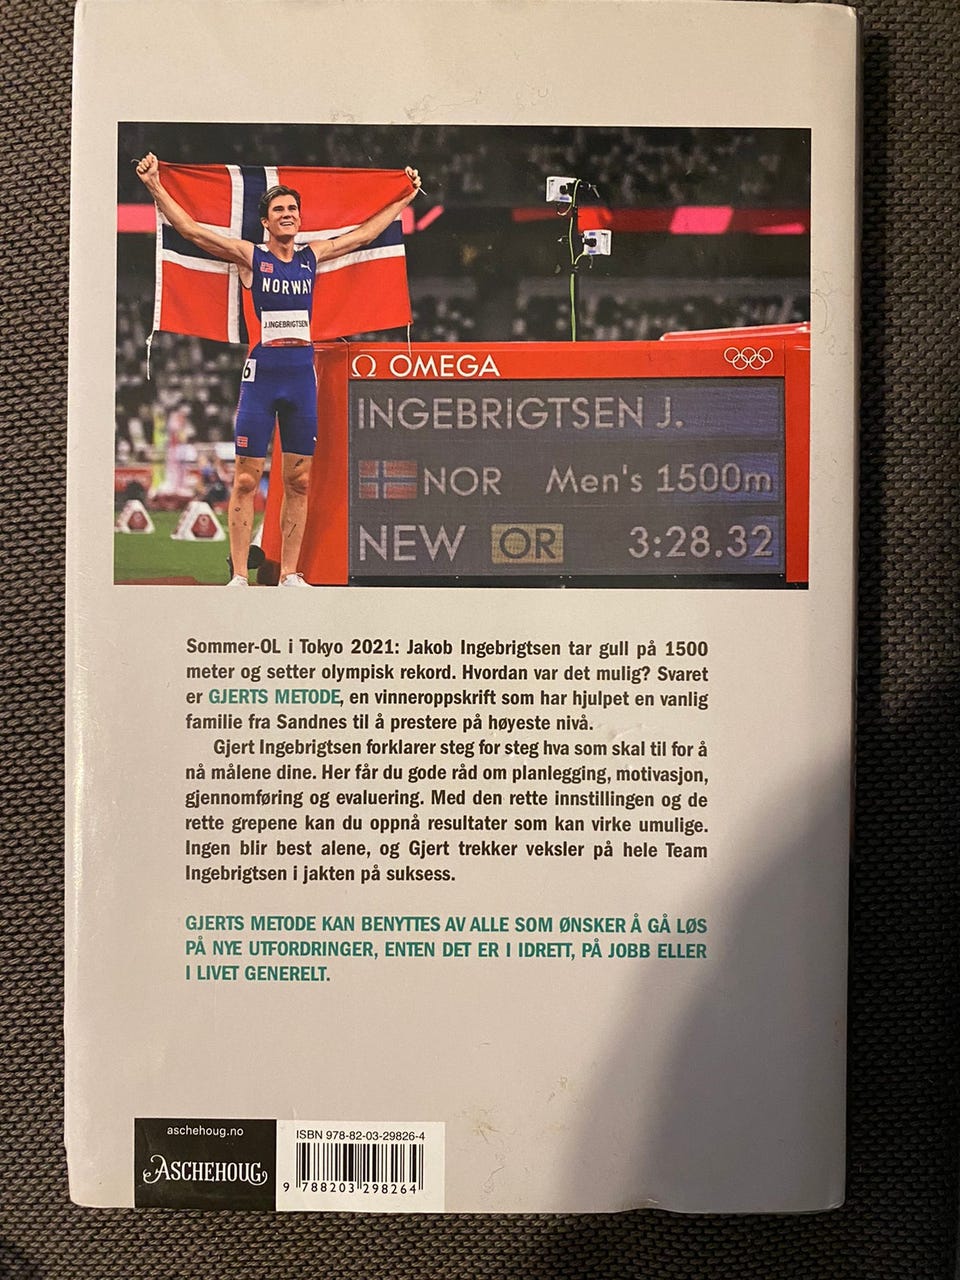 NORWAY
J.INGEBRIGTSEN
6
Ω OMEGA
INGEBRIGTSEN J.
NOR Men's 1500m
NEW OR 3:28.32
Sommer-OL i Tokyo 2021: Jakob Ingebrigtsen tar gull på 1500
meter og setter olympisk rekord. Hvordan var det mulig? Svaret
er GJERTS METODE, en vinneroppskrift som har hjulpet en vanlig
familie fra Sandnes til å prestere på høyeste nivå.
Gjert Ingebrigtsen forklarer steg for steg hva som skal til for å
nå målene dine. Her får du gode råd om planlegging, motivasjon,
gjennomføring og evaluering. Med den rette innstillingen og de
rette grepene kan du oppnå resultater som kan virke umulige.
Ingen blir best alene, og Gjert trekker veksler på hele Team
Ingebrigtsen i jakten på suksess.
GJERTS METODE KAN BENYTTES AV ALLE SOM ØNSKER Å GÅ LØS
PÅ NYE UTFORDRINGER, ENTEN DET ER I IDRETT, PÅ JOBB ELLER
I LIVET GENERELT.
aschehoug.no
ASCHEHOUG
ISBN 978-82-03-29826-4
9 788203 298264